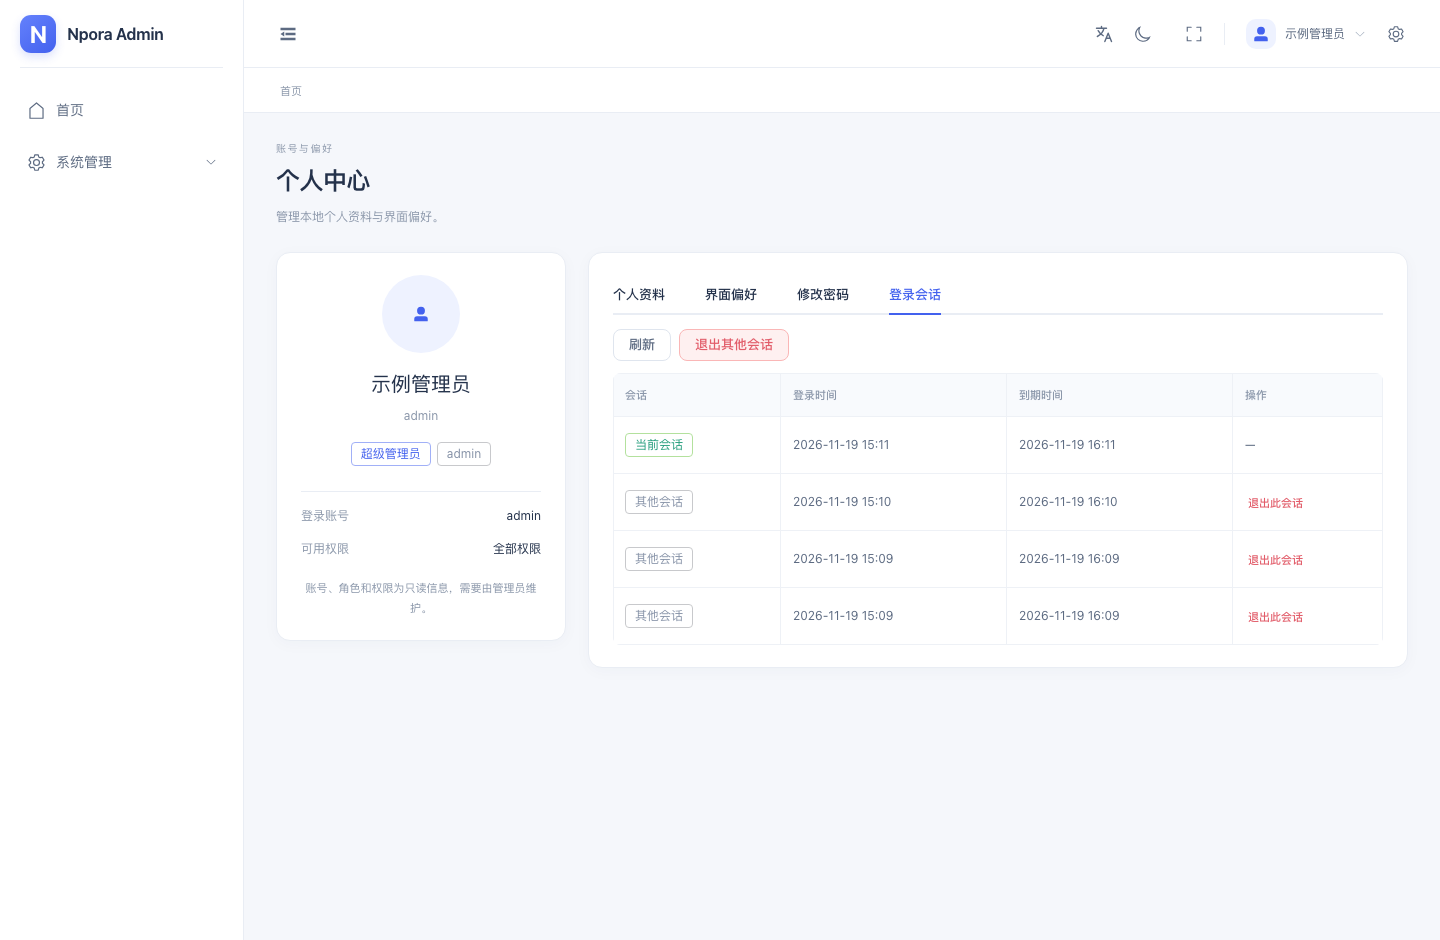 N Npora Admin
示例管理员
首页
系统管理
首页
账号与偏好
个人中心
管理本地个人资料与界面偏好。
示例管理员
admin
超级管理员 admin
登录账号 admin
可用权限 全部权限
账号、角色和权限为只读信息，需要由管理员维
护。
个人资料 界面偏好 修改密码 登录会话
刷新 退出其他会话
会话 登录时间 到期时间 操作
当前会话 2026-11-19 15:11 2026-11-19 16:11 —
其他会话 2026-11-19 15:10 2026-11-19 16:10 退出此会话
其他会话 2026-11-19 15:09 2026-11-19 16:09 退出此会话
其他会话 2026-11-19 15:09 2026-11-19 16:09 退出此会话